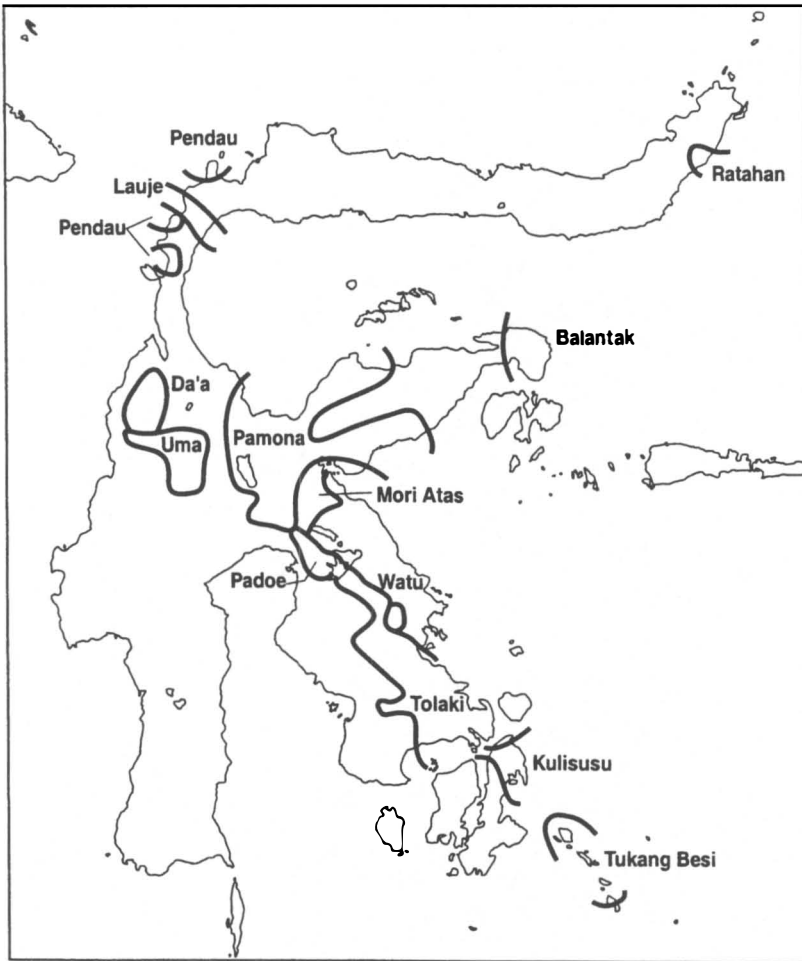 Pendau
Ratahan
Lauje
Pendau
Balantak
Da'a
Uma
Pamona
Mori Atas
Padoe
Watu
Tolaki
Kulisusu
Tukang Besi